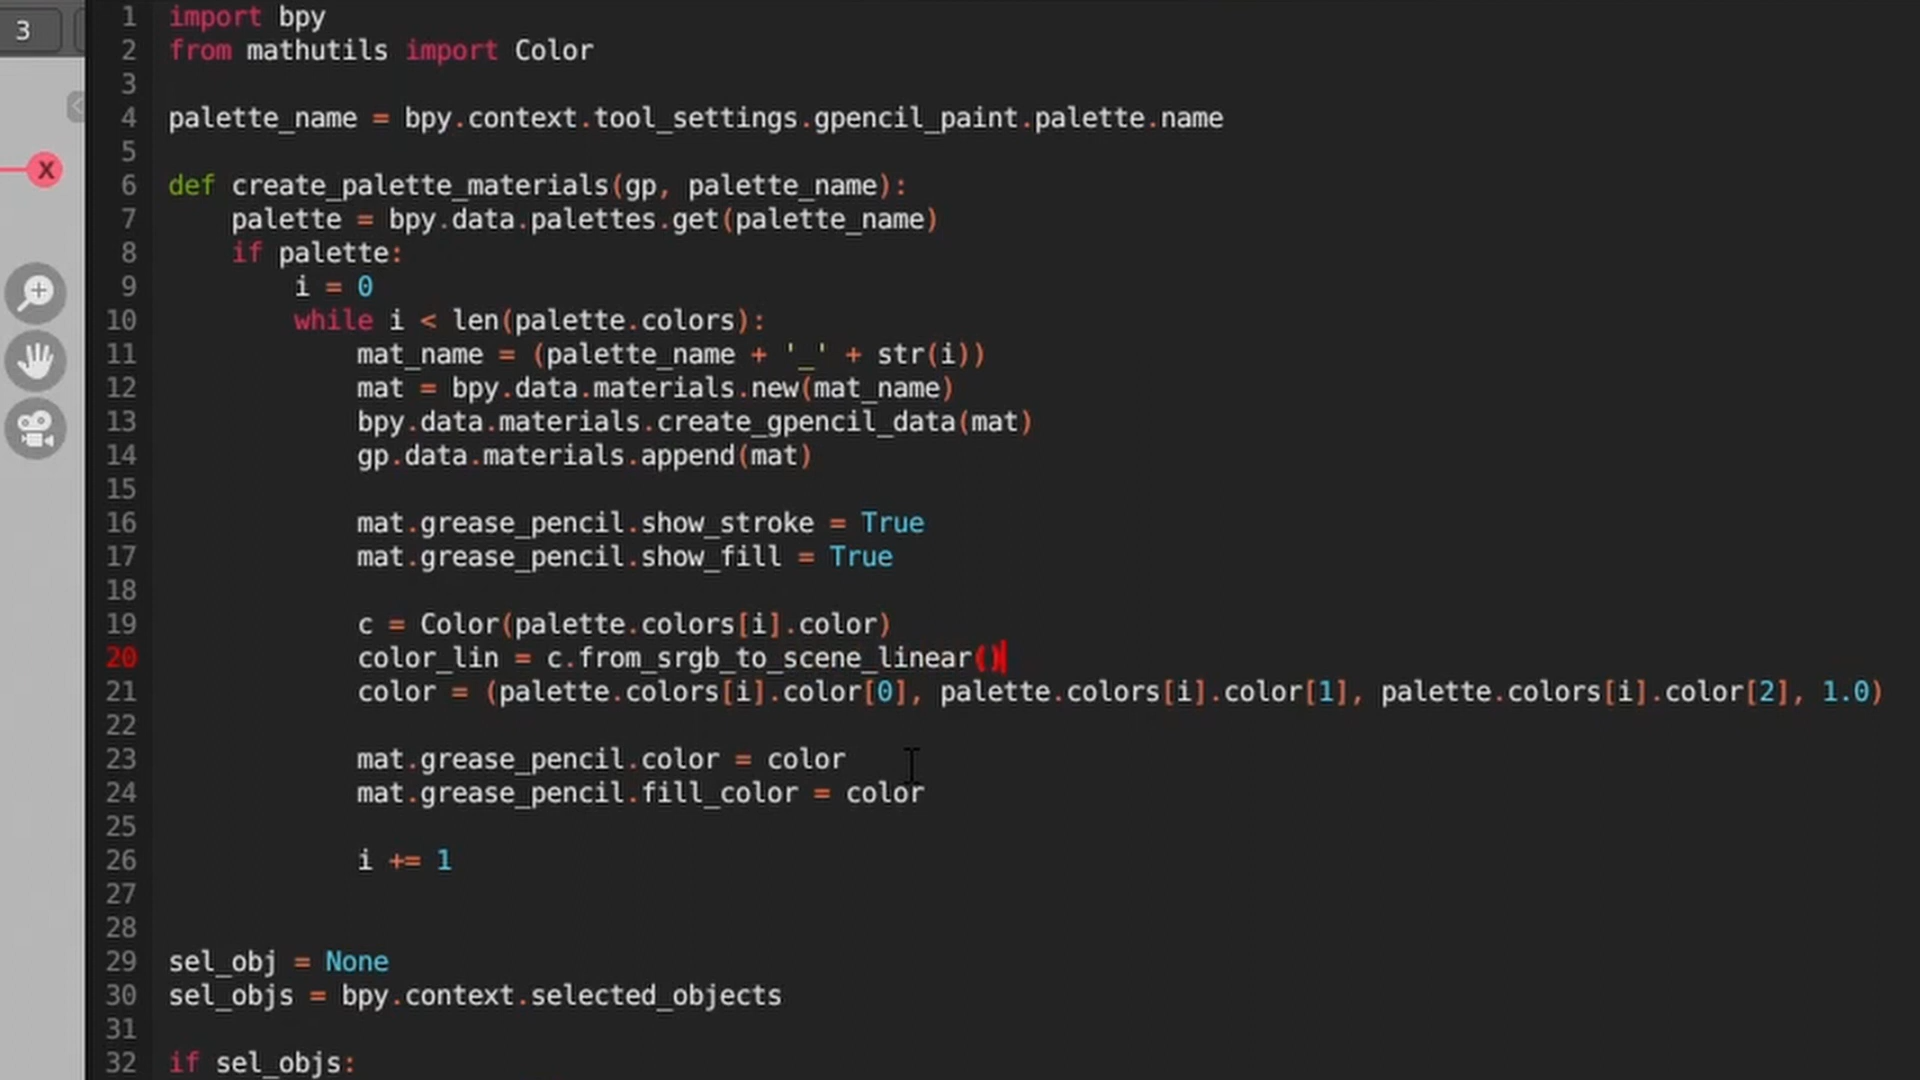 3
1 import bpy
2 from mathutils import Color
3
4 palette_name = bpy.context.tool_settings.gpencil_paint.palette.name
5
6 def create_palette_materials(gp, palette_name):
7     palette = bpy.data.palettes.get(palette_name)
8     if palette:
9         i = 0
10         while i < len(palette.colors):
11             mat_name = (palette_name + '_' + str(i))
12             mat = bpy.data.materials.new(mat_name)
13             bpy.data.materials.create_gpencil_data(mat)
14             gp.data.materials.append(mat)
15
16             mat.grease_pencil.show_stroke = True
17             mat.grease_pencil.show_fill = True
18
19             c = Color(palette.colors[i].color)
20             color_lin = c.from_srgb_to_scene_linear()
21             color = (palette.colors[i].color[0], palette.colors[i].color[1], palette.colors[i].color[2], 1.0)
22
23             mat.grease_pencil.color = color
24             mat.grease_pencil.fill_color = color
25
26             i += 1
27
28
29 sel_obj = None
30 sel_objs = bpy.context.selected_objects
31
32 if sel_objs:
X